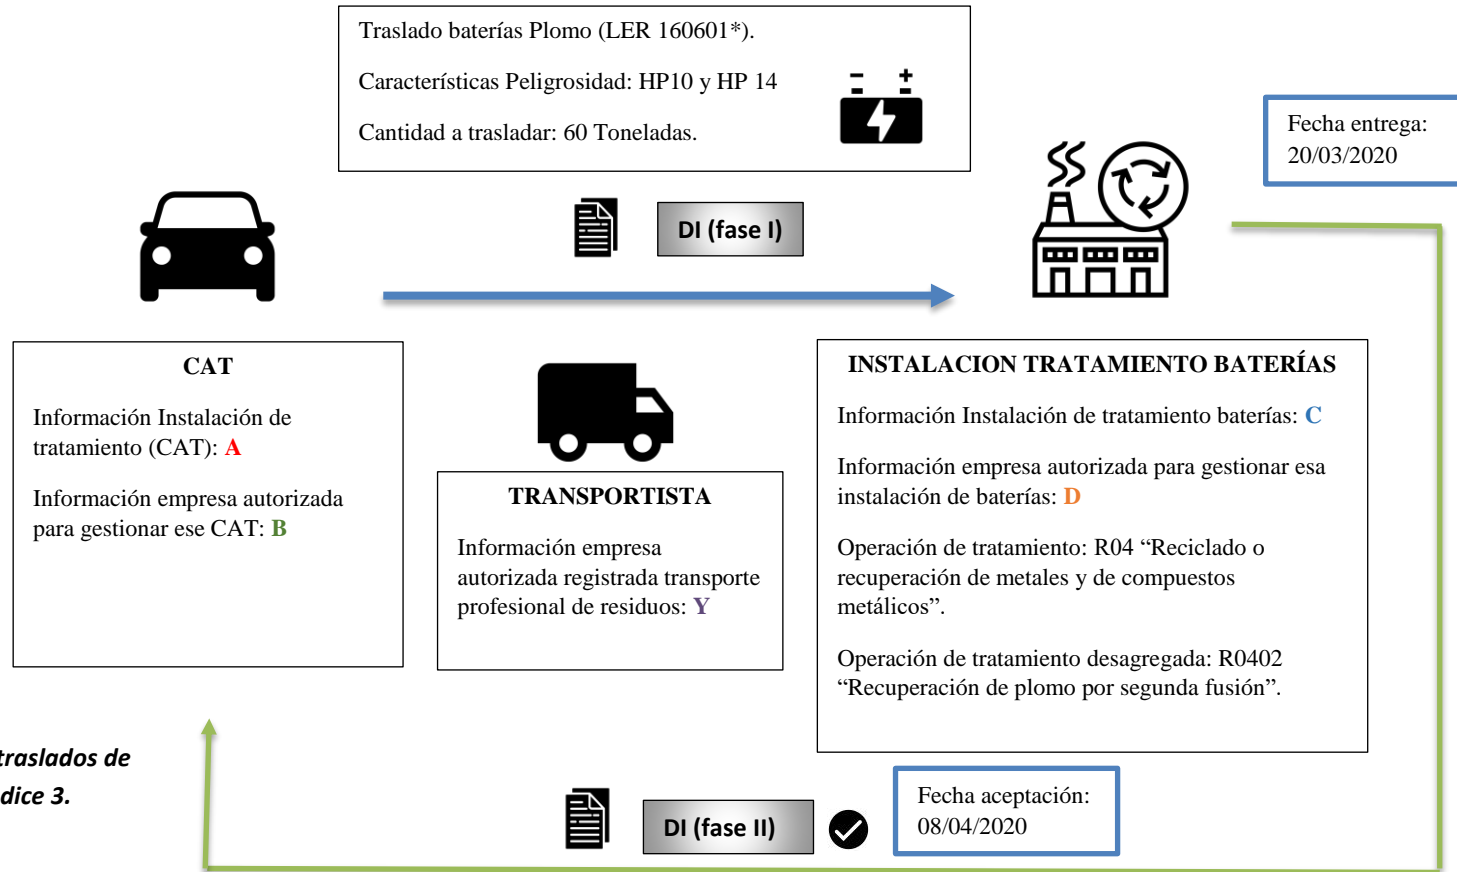 Traslado baterías Plomo (LER 160601*).
Características Peligrosidad: HP10 y HP 14
Cantidad a trasladar: 60 Toneladas.
Fecha entrega:
20/03/2020
DI (fase I)
CAT
Información Instalación de
tratamiento (CAT): A
Información empresa autorizada
para gestionar ese CAT: B
TRANSPORTISTA
Información empresa
autorizada registrada transporte
profesional de residuos: Y
INSTALACION TRATAMIENTO BATERÍAS
Información Instalación de tratamiento baterías: C
Información empresa autorizada para gestionar esa
instalación de baterías: D
Operación de tratamiento: R04 “Reciclado o
recuperación de metales y de compuestos
metálicos”.
Operación de tratamiento desagregada: R0402
“Recuperación de plomo por segunda fusión”.
traslados de
dice 3.
DI (fase II)
Fecha aceptación:
08/04/2020